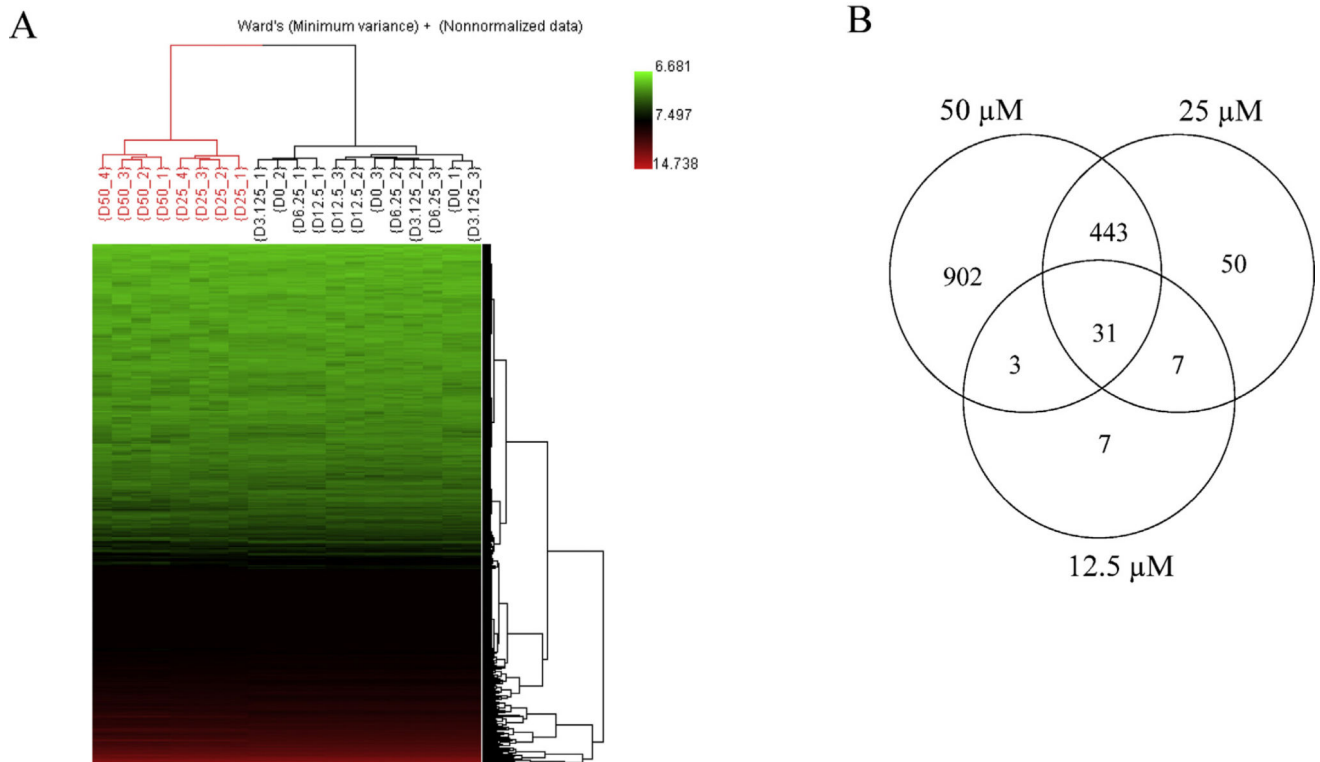 A
Ward's (Minimum variance) + (Nonnormalized data)
6.681
7.497
14.738
{D50_4}
{D50_3}
{D50_2}
{D50_1}
{D25_4}
{D25_3}
{D25_2}
{D25_1}
{D3.125_1}
{D0_2}
{D6.25_1}
{D12.5_1}
{D12.5_3}
{D12.5_2}
{D0_3}
{D6.25_2}
{D3.125_2}
{D6.25_3}
{D0_1}
{D3.125_3}
B
50 µM
25 µM
443
902
50
31
3
7
7
12.5 µM